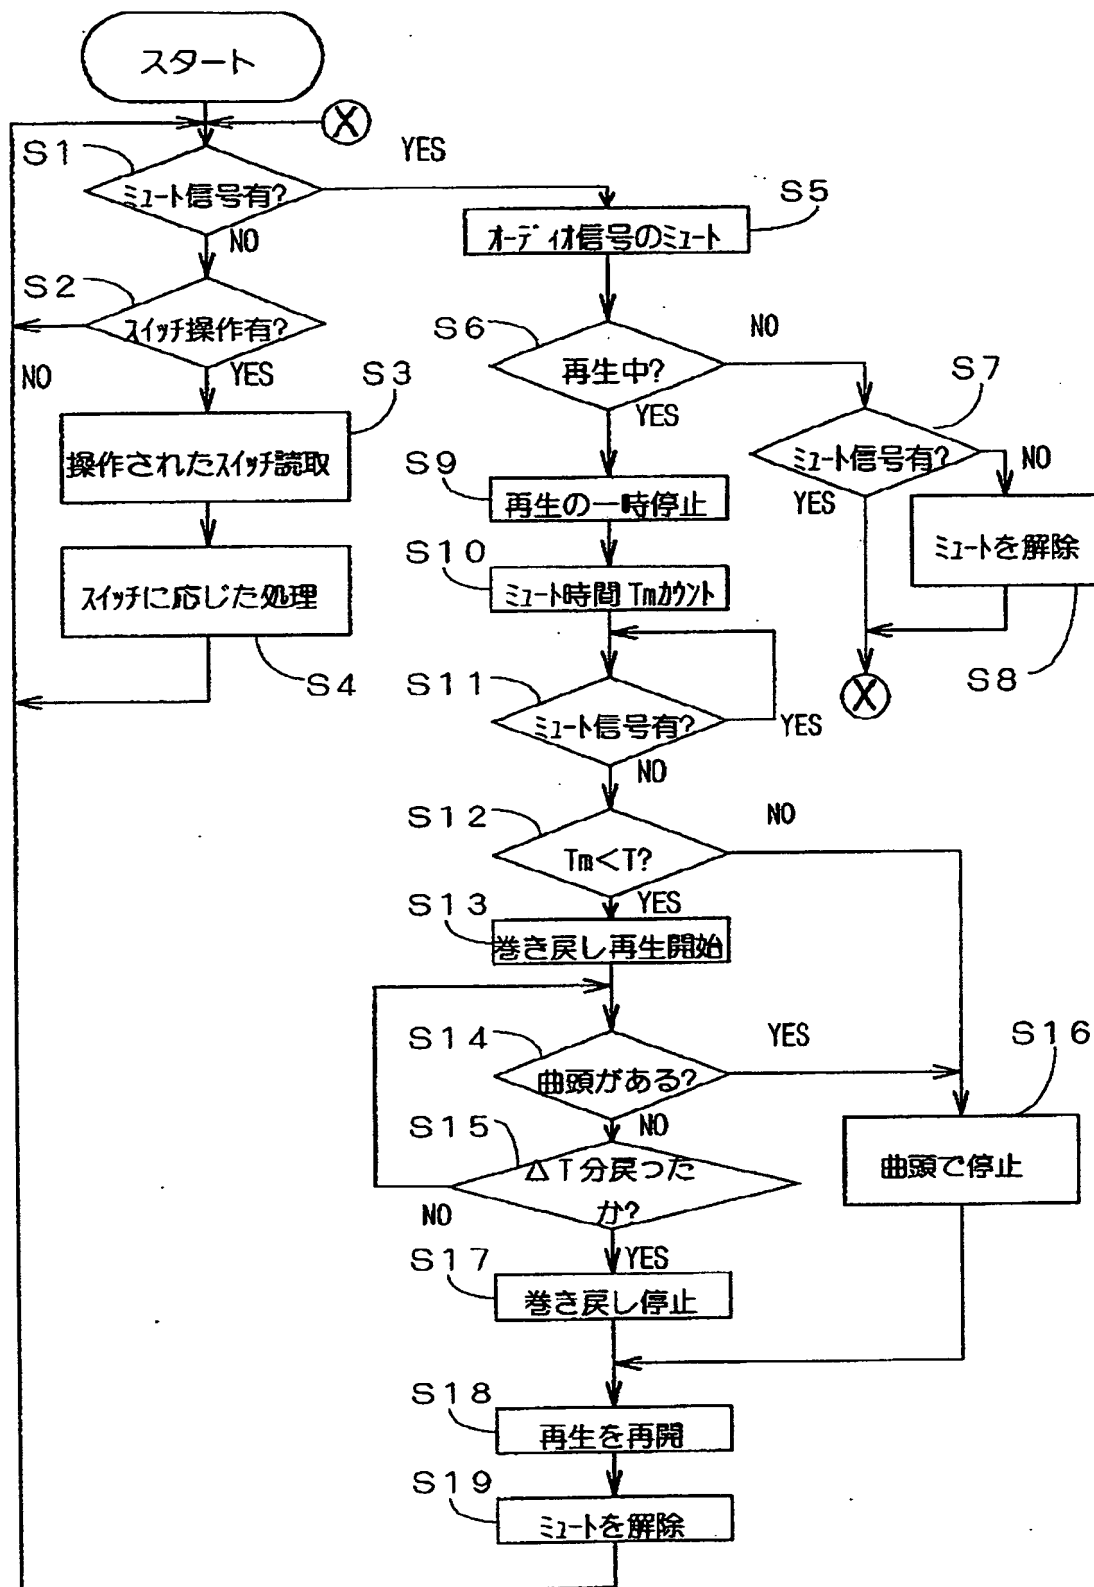 スタート
X
S1
YES
ミュート信号有?
S5
オーディオ信号のミュート
NO
S2
スイッチ操作有?
NO
YES
S3
操作されたスイッチ読取
スイッチに応じた処理
S4
S6
NO
再生中?
YES
S7
ミュート信号有?
NO
YES
ミュートを解除
S8
X
S9
再生の一時停止
S10
ミュート時間 Tmカウント
S11
ミュート信号有?
YES
NO
S12
NO
Tm<T?
YES
S13
巻き戻し再生開始
S14
YES
曲頭がある?
NO
S16
曲頭で停止
S15
△T分戻った
か?
NO
YES
S17
巻き戻し停止
S18
再生を再開
S19
ミュートを解除